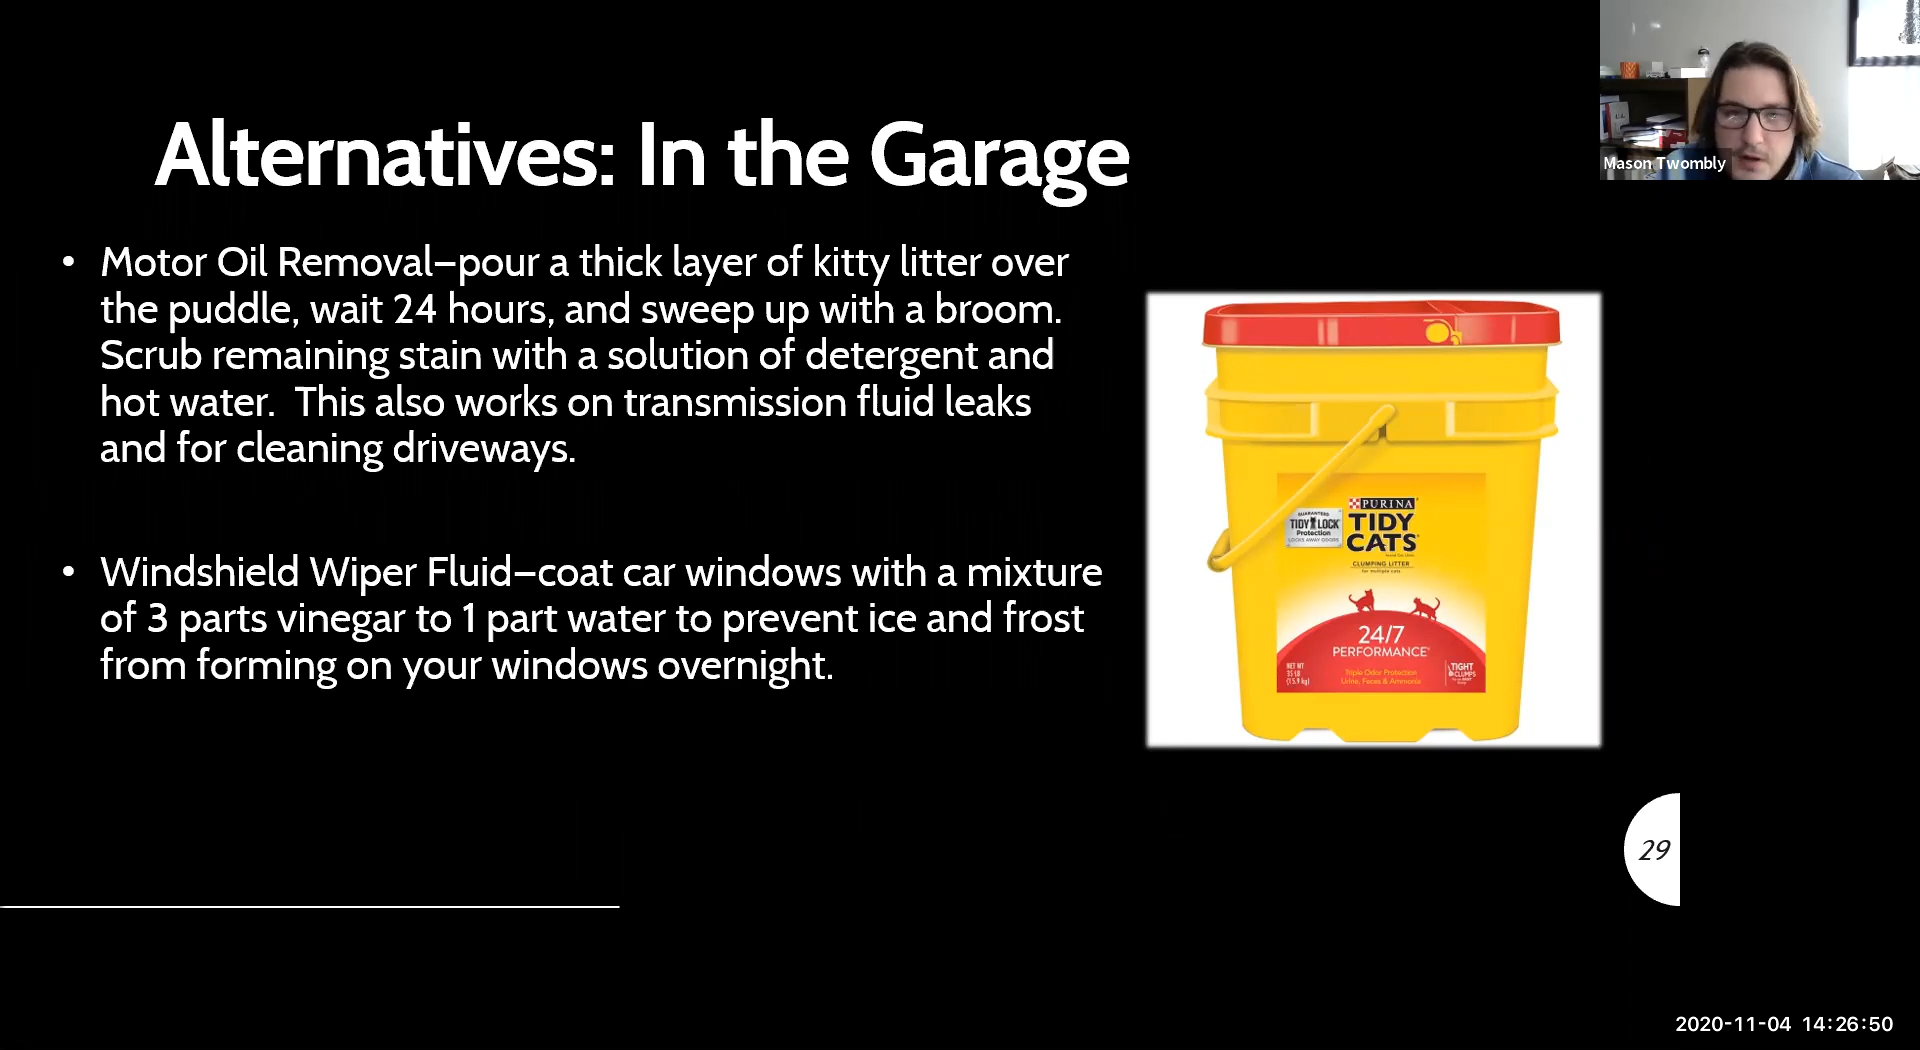 Alternatives: In the Garage
Mason Twombly
• Motor Oil Removal–pour a thick layer of kitty litter over
the puddle, wait 24 hours, and sweep up with a broom.
Scrub remaining stain with a solution of detergent and
hot water.  This also works on transmission fluid leaks
and for cleaning driveways.
• Windshield Wiper Fluid–coat car windows with a mixture
of 3 parts vinegar to 1 part water to prevent ice and frost
from forming on your windows overnight.
PURINA
TIDY
CATS
GUARANTEED
TIDY LOCK
Protection
LOCKS AWAY ODORS
CLUMPING LITTER
for multiple cats
24/7
PERFORMANCE
Triple Odor Protection
Urine, Feces & Ammonia
NET WT
35 LB
(15.9 kg)
TIGHT
CLUMPS
29
2020-11-04 14:26:50